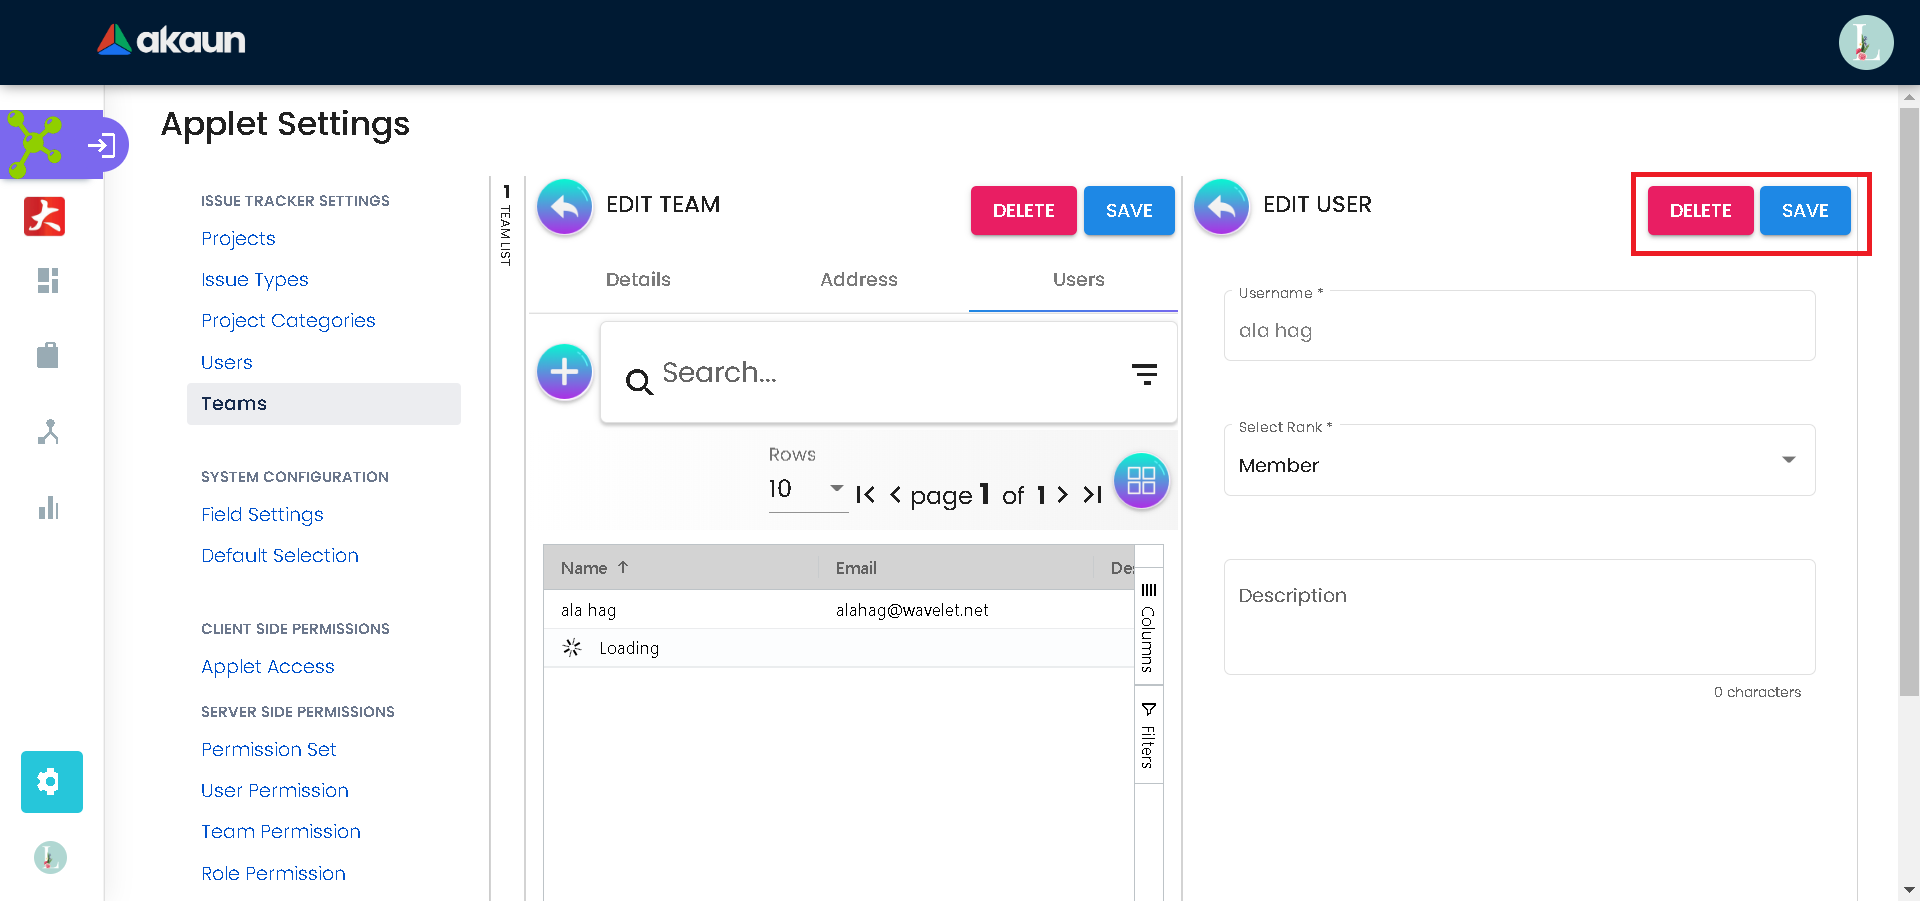 akaun
Applet Settings
ISSUE TRACKER SETTINGS
Projects
Issue Types
Project Categories
Users
Teams
SYSTEM CONFIGURATION
Field Settings
Default Selection
CLIENT SIDE PERMISSIONS
Applet Access
SERVER SIDE PERMISSIONS
Permission Set
User Permission
Team Permission
Role Permission
1 TEAM LIST
EDIT TEAM
DELETE
SAVE
Details
Address
Users
Search...
Rows
10
page 1 of 1
Name
Email
Des
ala hag
alahag@wavelet.net
Loading
Columns
Filters
EDIT USER
DELETE
SAVE
Username *
ala hag
Select Rank *
Member
Description
0 characters